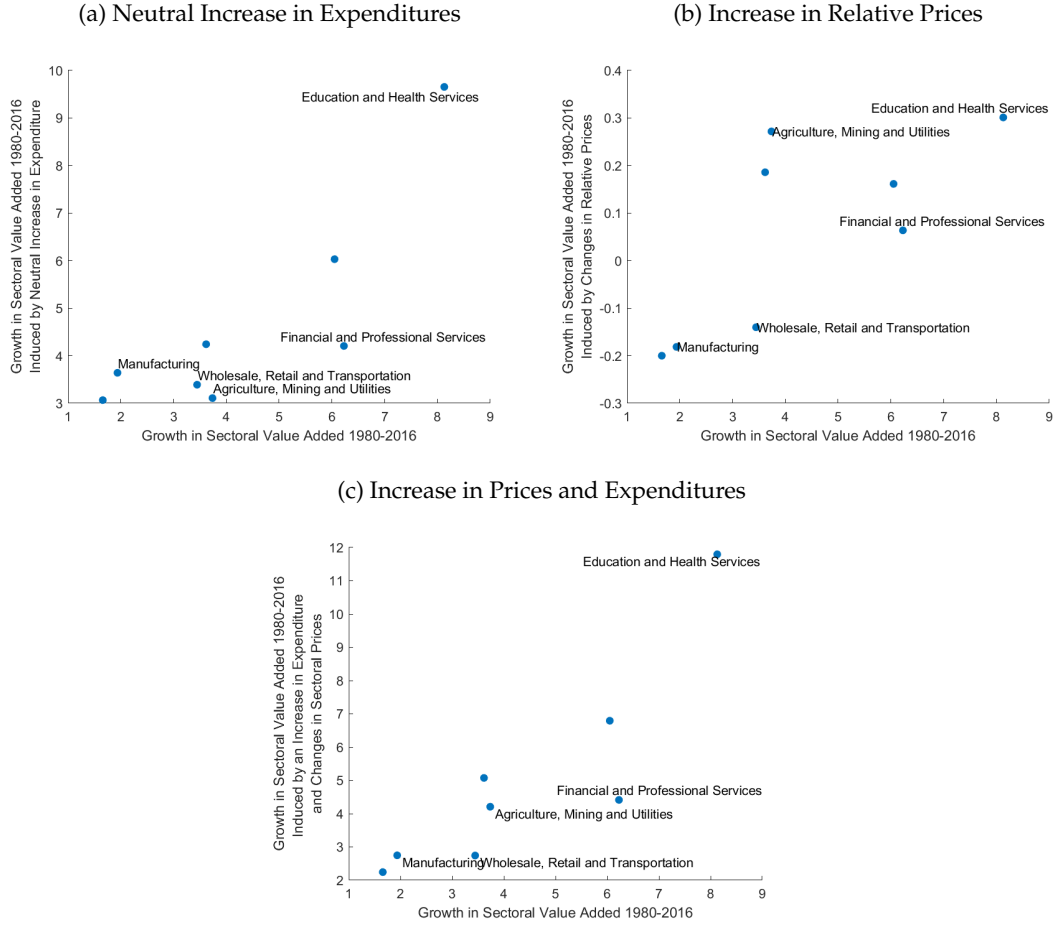 (a) Neutral Increase in Expenditures
Growth in Sectoral Value Added 1980-2016
Induced by Neutral Increase in Expenditure
10
9
8
7
6
5
4
3
Education and Health Services
Financial and Professional Services
Manufacturing
Wholesale, Retail and Transportation
Agriculture, Mining and Utilities
1 2 3 4 5 6 7 8 9
Growth in Sectoral Value Added 1980-2016
(b) Increase in Relative Prices
Growth in Sectoral Value Added 1980-2016
Induced by Changes in Relative Prices
0.4
0.3
0.2
0.1
0
-0.1
-0.2
-0.3
Education and Health Services
Agriculture, Mining and Utilities
Financial and Professional Services
Wholesale, Retail and Transportation
Manufacturing
1 2 3 4 5 6 7 8 9
Growth in Sectoral Value Added 1980-2016
(c) Increase in Prices and Expenditures
Growth in Sectoral Value Added 1980-2016
Induced by an Increase in Expenditure
and Changes in Sectoral Prices
12
11
10
9
8
7
6
5
4
3
2
Education and Health Services
Financial and Professional Services
Agriculture, Mining and Utilities
Manufacturing Wholesale, Retail and Transportation
1 2 3 4 5 6 7 8 9
Growth in Sectoral Value Added 1980-2016